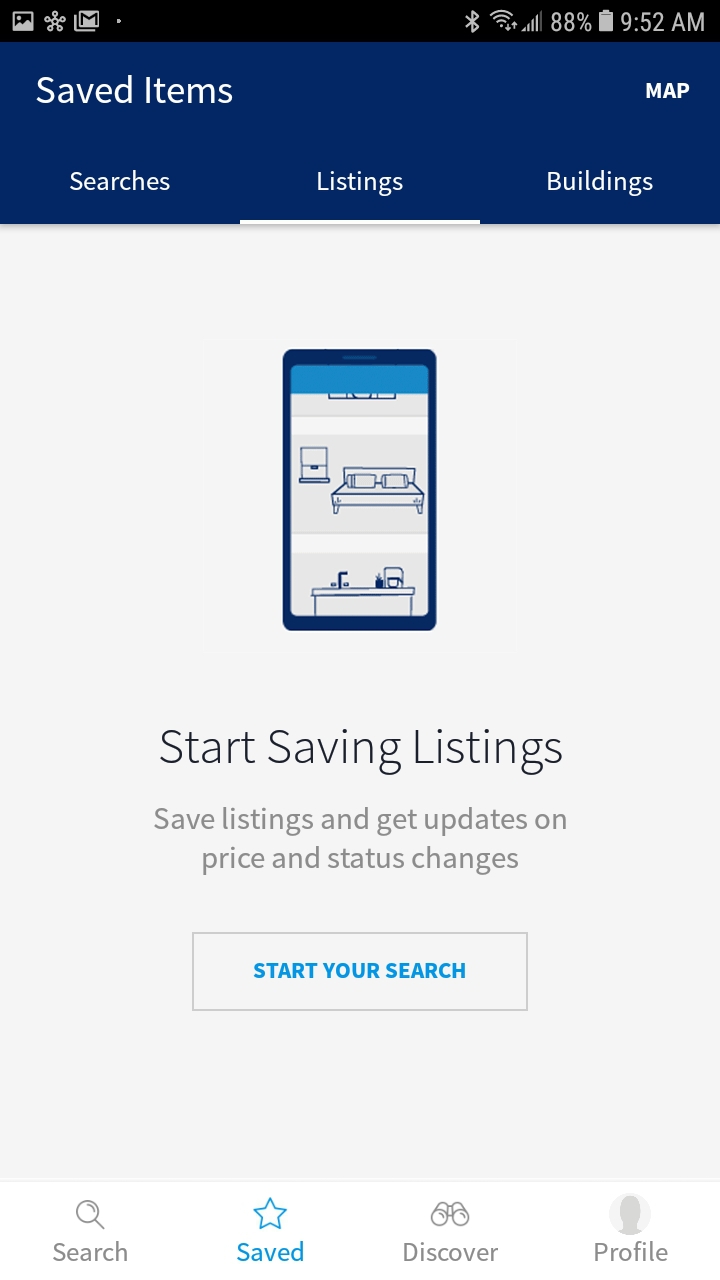 88% 9:52 AM
Saved Items MAP
Searches Listings Buildings
Start Saving Listings
Save listings and get updates on
price and status changes
START YOUR SEARCH
Search Saved Discover Profile